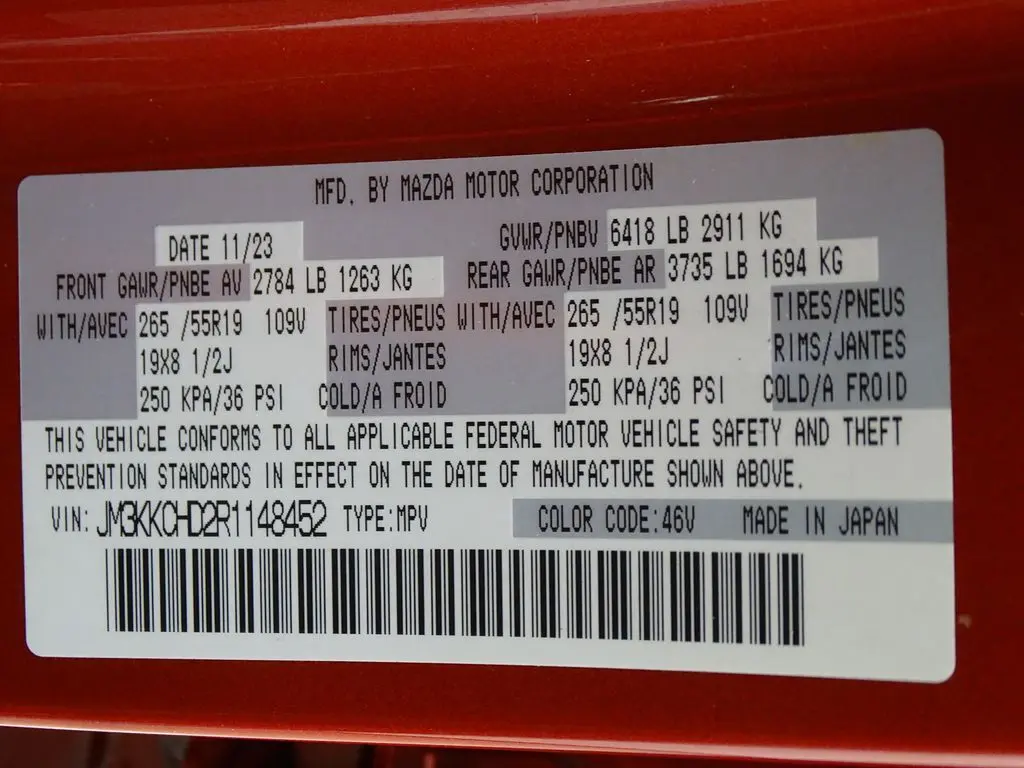 MFD. BY MAZDA MOTOR CORPORATION
DATE 11/23 GVWR/PNBV 6418 LB 2911 KG
FRONT GAWR/PNBE AV 2784 LB 1263 KG REAR GAWR/PNBE AR 3735 LB 1694 KG
WITH/AVEC 265 /55R19 109V TIRES/PNEUS WITH/AVEC 265 /55R19 109V TIRES/PNEUS
19X8 1/2J RIMS/JANTES 19X8 1/2J RIMS/JANTES
250 KPA/36 PSI COLD/A FROID 250 KPA/36 PSI COLD/A FROID
THIS VEHICLE CONFORMS TO ALL APPLICABLE FEDERAL MOTOR VEHICLE SAFETY AND THEFT
PREVENTION STANDARDS IN EFFECT ON THE DATE OF MANUFACTURE SHOWN ABOVE.
VIN: JM3KKCHD2R1148452 TYPE:MPV COLOR CODE:46V MADE IN JAPAN